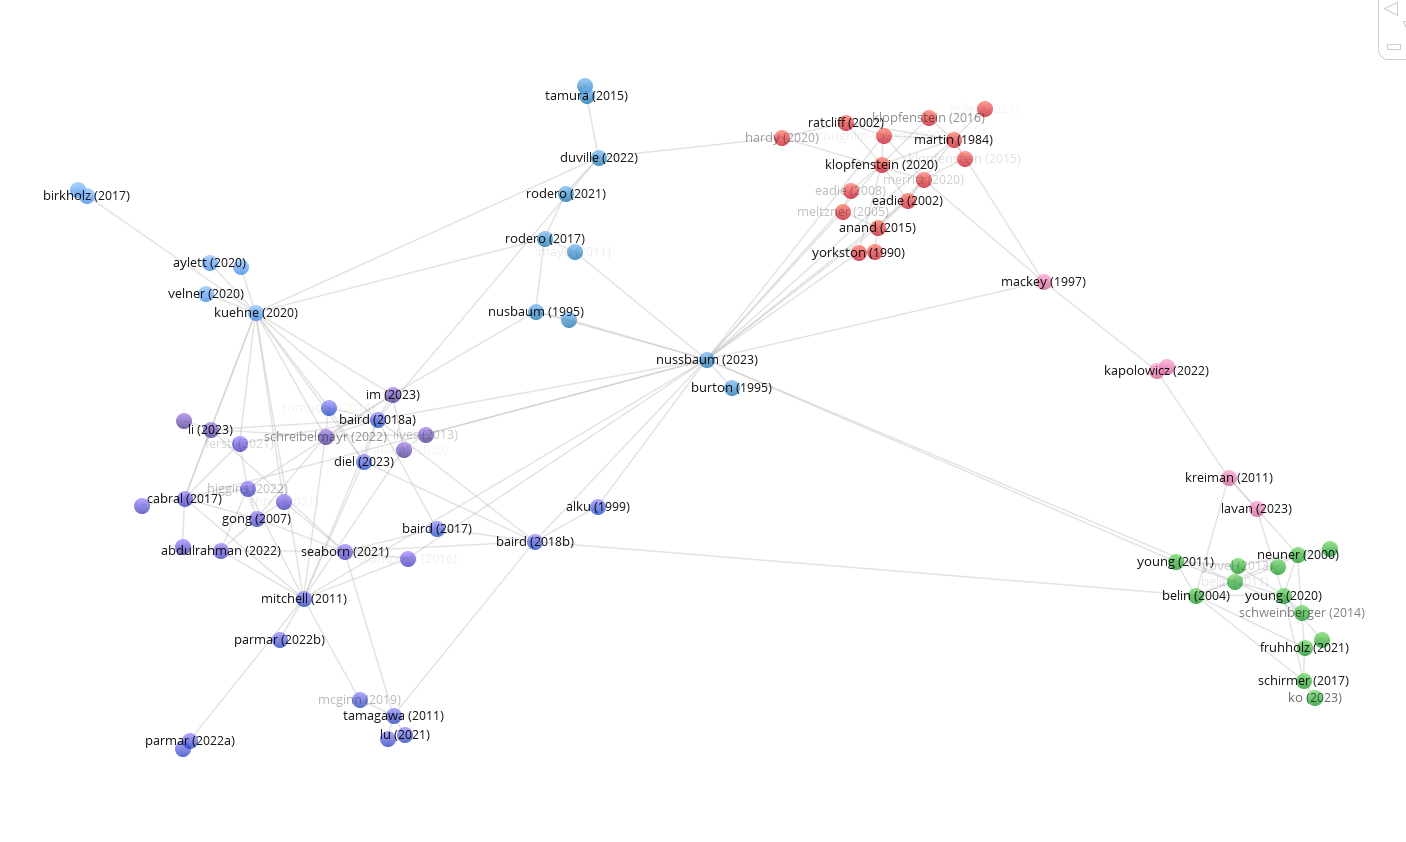 tamura (2015)
ratcliff (2002)
klopfenstein (2016)
hardy (2020)
martin (1984)
duville (2022)
klopfenstein (2020)
merritt (2020)
birkholz (2017)
rodero (2021)
eadie (2008)
eadie (2002)
meltzner (2005)
anand (2015)
rodero (2017)
yorkston (1990)
aylett (2020)
mackey (1997)
velner (2020)
kuehne (2020)
nusbaum (1995)
nussbaum (2023)
kapolowicz (2022)
burton (1995)
im (2023)
baird (2018a)
li (2023)
schreibelmayr (2022)
ilves (2013)
diel (2023)
kreiman (2011)
higgins (2022)
cabral (2017)
alku (1999)
lavan (2023)
gong (2007)
baird (2017)
baird (2018b)
abdulrahman (2022)
seaborn (2021)
neuner (2000)
young (2011)
mitchell (2011)
belin (2004)
young (2020)
schweinberger (2014)
parmar (2022b)
fruhholz (2021)
schirmer (2017)
mcginn (2019)
ko (2023)
tamagawa (2011)
lu (2021)
parmar (2022a)